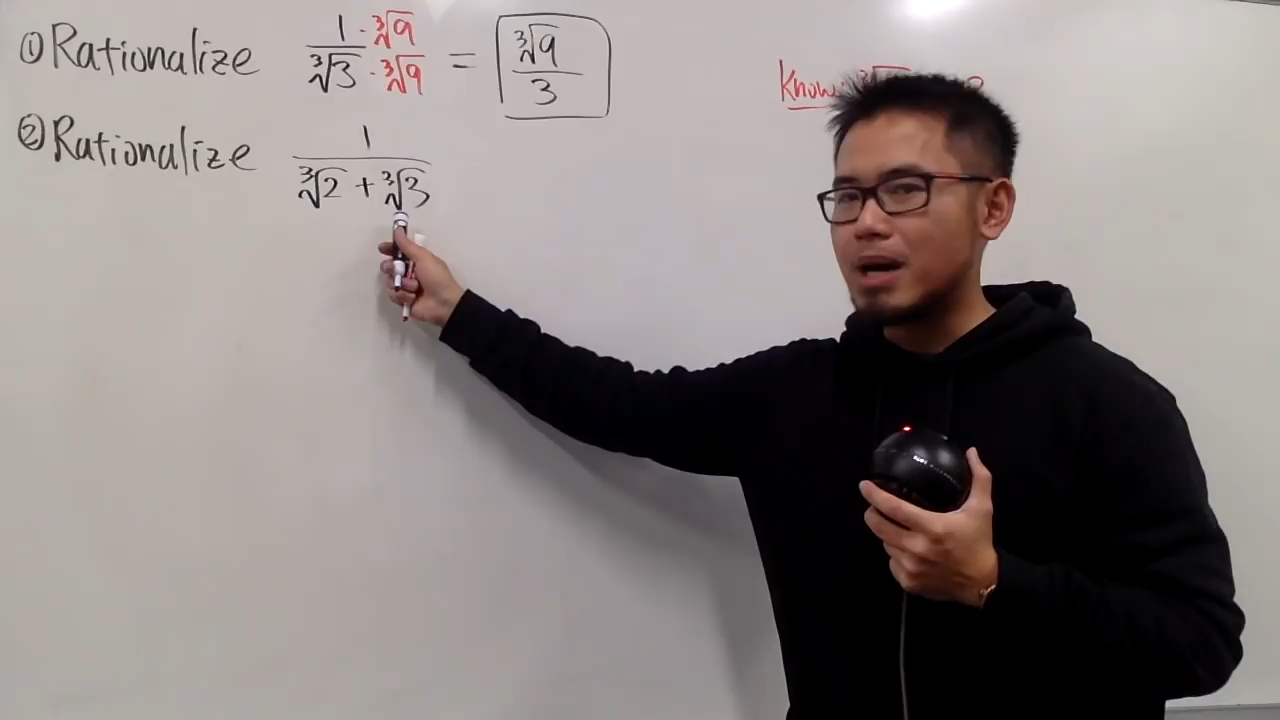 ① Rationalize 1·∛9 / ∛3·∛9 = ∛9 / 3
Know:
② Rationalize 1 / ∛2 + ∛3